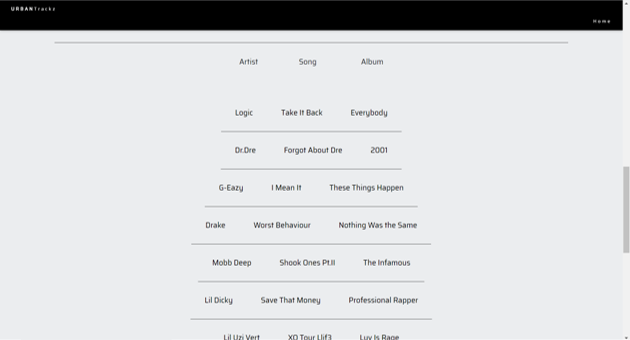 URBANTrackz
Home
Artist Song Album
Logic Take It Back Everybody
Dr.Dre Forgot About Dre 2001
G-Eazy I Mean It These Things Happen
Drake Worst Behaviour Nothing Was the Same
Mobb Deep Shook Ones Pt.II The Infamous
Lil Dicky Save That Money Professional Rapper
Lil Uzi Vert XO Tour Llif3 Luv Is Rage